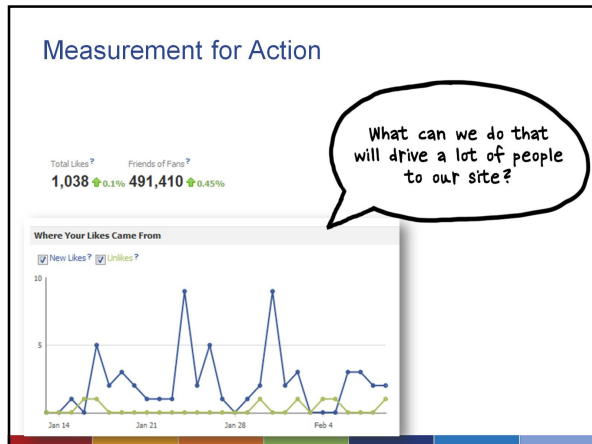 Measurement for Action
What can we do that
will drive a lot of people
to our site?
Total Likes? Friends of Fans?
1,038 0.1% 491,410 0.45%
Where Your Likes Came From
New Likes? Unlikes?
10
5
Jan 14 Jan 21 Jan 28 Feb 4